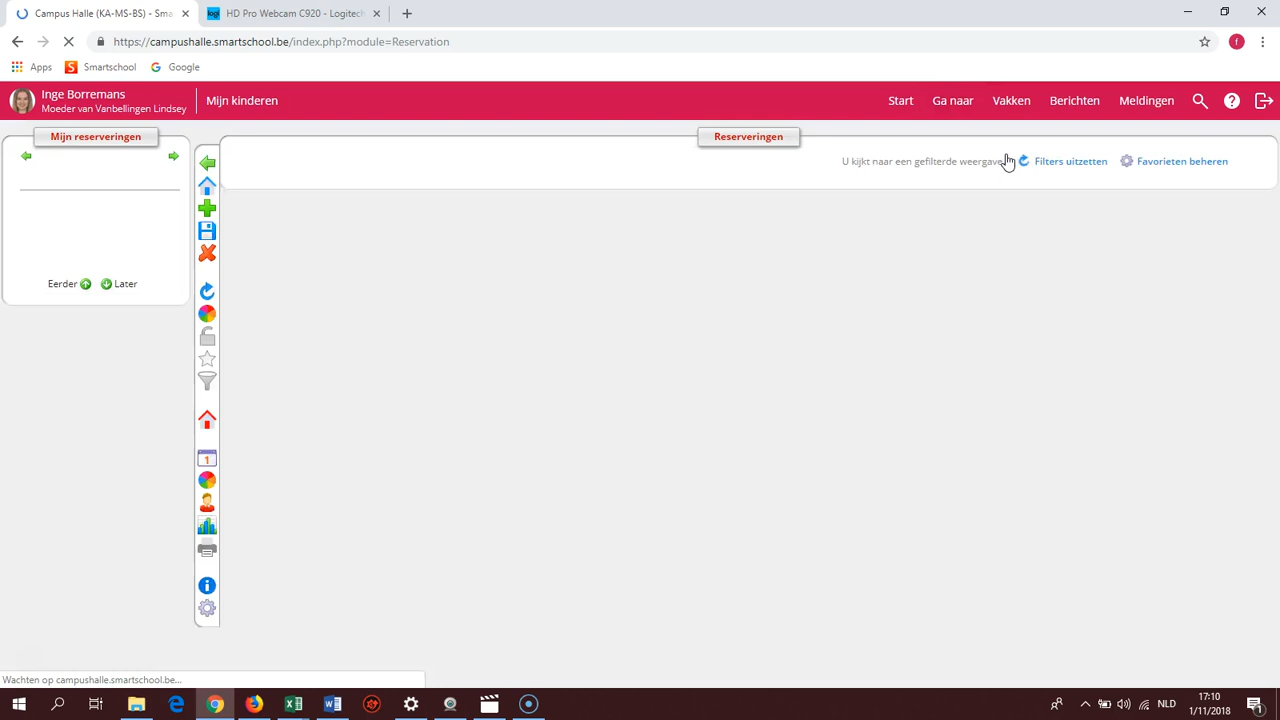 Campus Halle (KA-MS-BS) - Sma
HD Pro Webcam C920 - Logitech
https://campushalle.smartschool.be/index.php?module=Reservation
f
Apps
S Smartschool
Google
Inge Borremans
Moeder van Vanbellingen Lindsey
Mijn kinderen
Start
Ga naar
Vakken
Berichten
Meldingen
Mijn reserveringen
Reserveringen
U kijkt naar een gefilterde weergave
Filters uitzetten
Favorieten beheren
Eerder
Later
1
Wachten op campushalle.smartschool.be...
NLD
17:10
1/11/2018
1